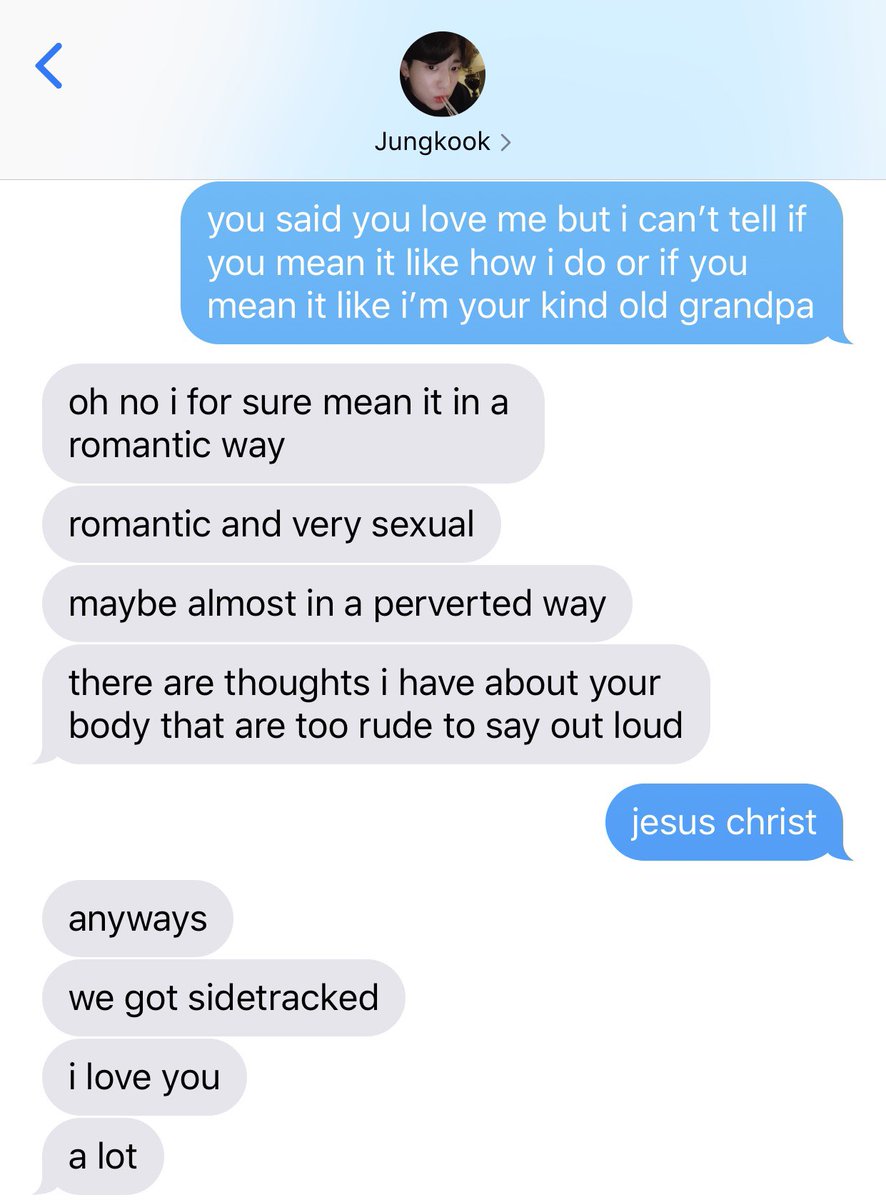 Jungkook
you said you love me but i can’t tell if
you mean it like how i do or if you
mean it like i’m your kind old grandpa
oh no i for sure mean it in a
romantic way
romantic and very sexual
maybe almost in a perverted way
there are thoughts i have about your
body that are too rude to say out loud
jesus christ
anyways
we got sidetracked
i love you
a lot